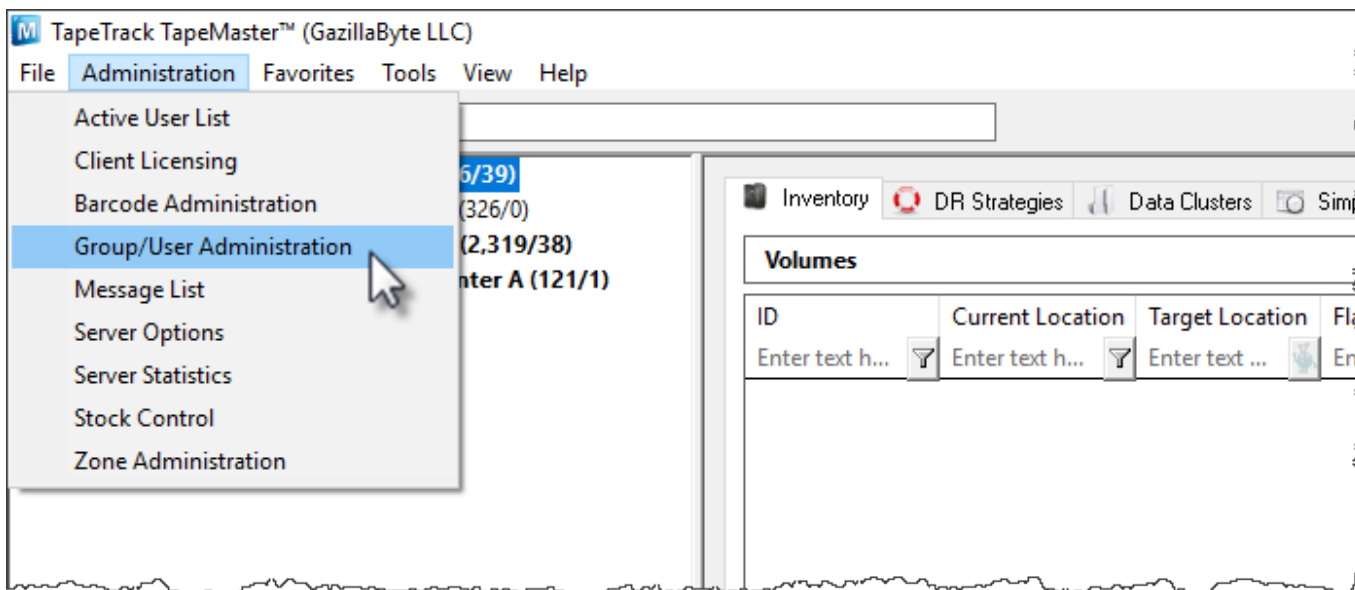 TapeTrack TapeMaster™ (GazillaByte LLC)
File Administration Favorites Tools View Help
Active User List
Client Licensing
Barcode Administration
Group/User Administration
Message List
Server Options
Server Statistics
Stock Control
Zone Administration
6/39)
(326/0)
(2,319/38)
nter A (121/1)
Inventory DR Strategies Data Clusters Simp
Volumes
ID Current Location Target Location Fla
Enter text h... Enter text h... Enter text ... En